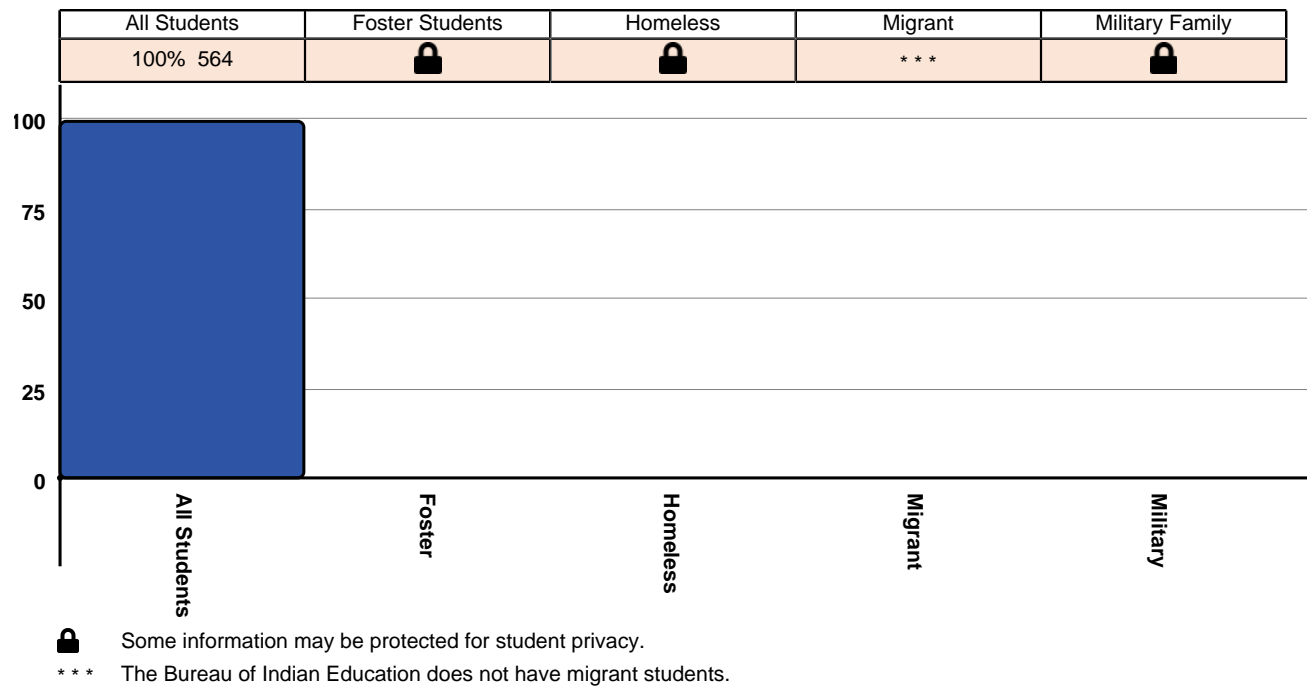 All Students Foster Students Homeless Migrant Military Family
100% 564 * * *
100
75
50
25
0
All Students
Foster
Homeless
Migrant
Military
Some information may be protected for student privacy.
* * * The Bureau of Indian Education does not have migrant students.